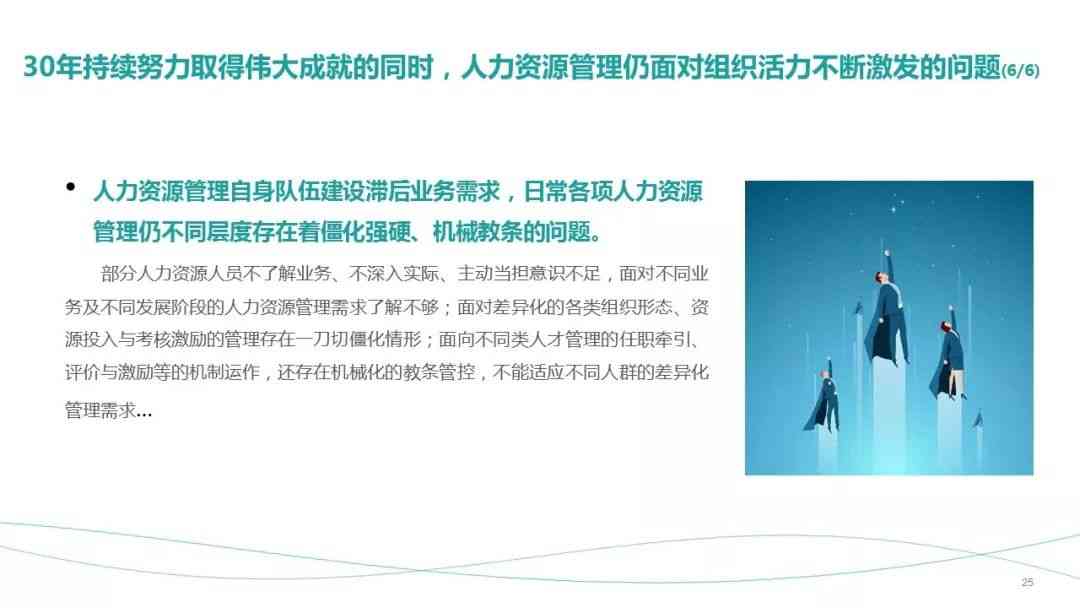 30年持续努力取得伟大成就的同时，人力资源管理仍面对组织活力不断激发的问题(6/6)
• 人力资源管理自身队伍建设滞后业务需求，日常各项人力资源
管理仍不同层度存在着僵化强硬、机械教条的问题。
部分人力资源人员不了解业务、不深入实际、主动当担意识不足，面对不同业
务及不同发展阶段的人力资源管理需求了解不够；面对差异化的各类组织形态、资
源投入与考核激励的管理存在一刀切僵化情形；面向不同类人才管理的任职牵引、
评价与激励等的机制运作，还存在机械化的教条管控，不能适应不同人群的差异化
管理需求...
25